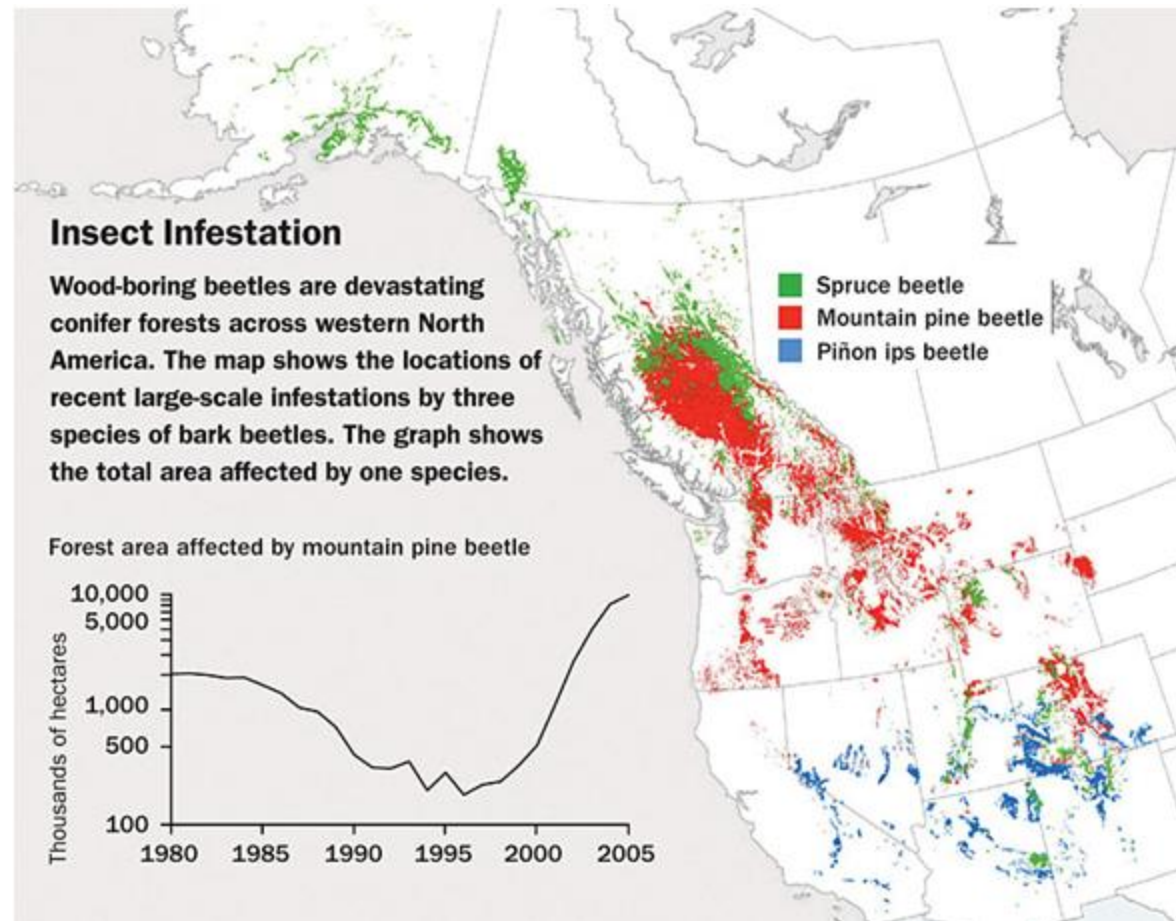 Insect Infestation
Wood-boring beetles are devastating
conifer forests across western North
America. The map shows the locations of
recent large-scale infestations by three
species of bark beetles. The graph shows
the total area affected by one species.
Spruce beetle
Mountain pine beetle
Piñon ips beetle
Forest area affected by mountain pine beetle
Thousands of hectares
10,000
5,000
1,000
500
100
1980 1985 1990 1995 2000 2005